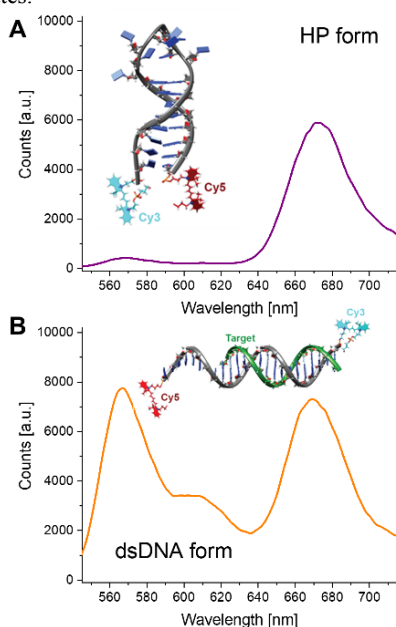 tes.
A
HP form
Counts [a.u.]
10000
8000
6000
4000
2000
0
Cy3
Cy5
560 580 600 620 640 660 680 700
Wavelength [nm]
B
dsDNA form
Counts [a.u.]
10000
8000
6000
4000
2000
0
Target
Cy3
Cy5
560 580 600 620 640 660 680 700
Wavelength [nm]